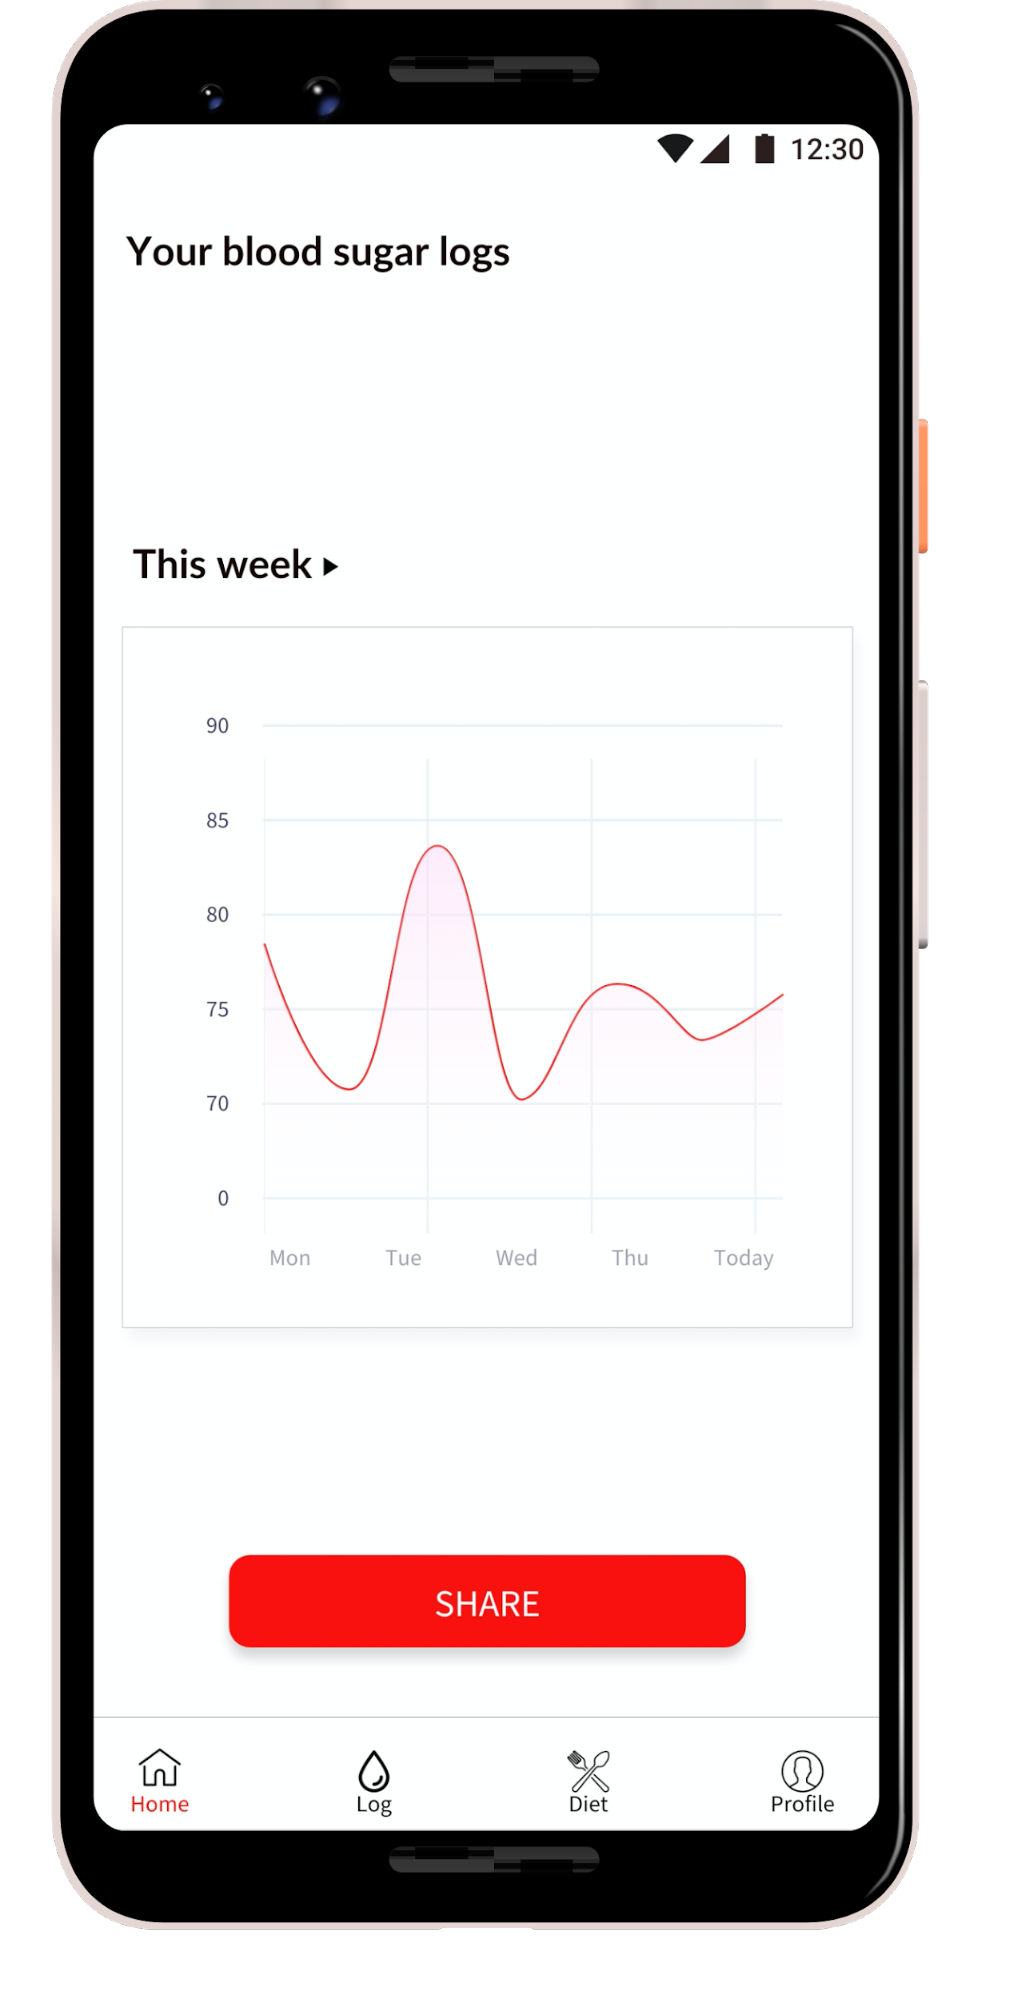 12:30
Your blood sugar logs
This week
90
85
80
75
70
0
Mon Tue Wed Thu Today
SHARE
Home Log Diet Profile